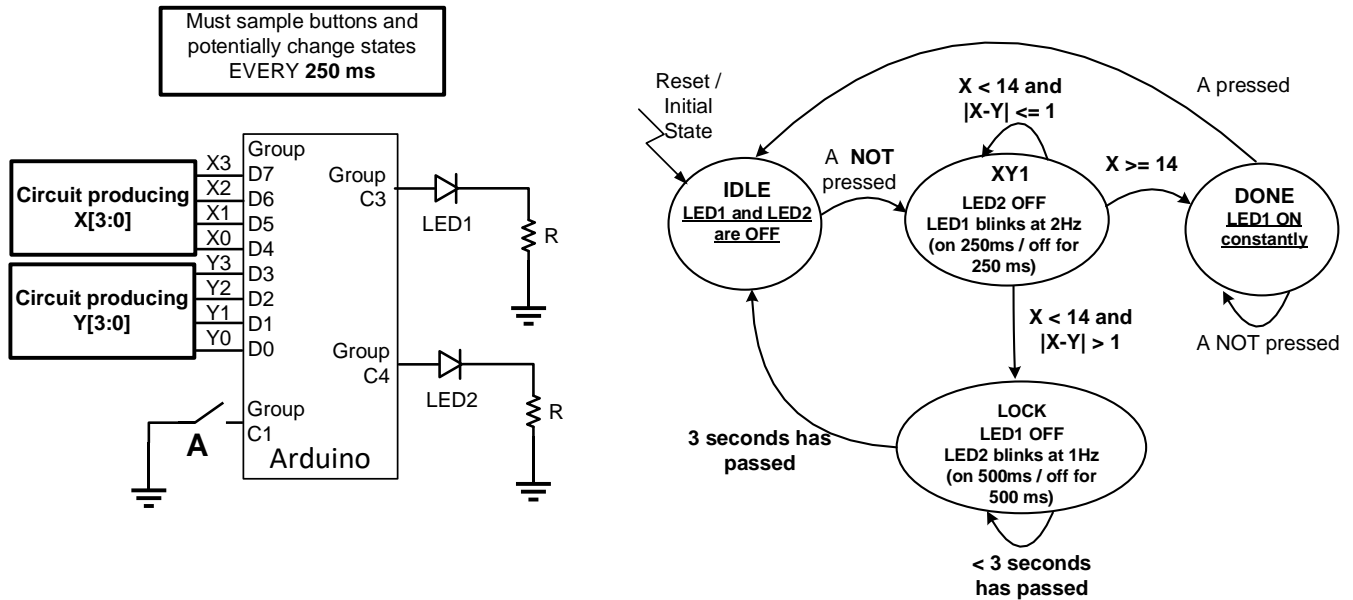 Must sample buttons and
potentially change states
EVERY 250 ms
Circuit producing
X[3:0]
Circuit producing
Y[3:0]
X3
X2
X1
X0
Y3
Y2
Y1
Y0
Group
D7
D6
D5
D4
D3
D2
D1
D0
Group
C1
Group
C3
Group
C4
Arduino
A
LED1
R
LED2
R
Reset /
Initial
State
IDLE
LED1 and LED2
are OFF
A NOT
pressed
X < 14 and
|X-Y| <= 1
XY1
LED2 OFF
LED1 blinks at 2Hz
(on 250ms / off for
250 ms)
X >= 14
A pressed
DONE
LED1 ON
constantly
A NOT pressed
X < 14 and
|X-Y| > 1
LOCK
LED1 OFF
LED2 blinks at 1Hz
(on 500ms / off for
500 ms)
3 seconds has
passed
< 3 seconds
has passed